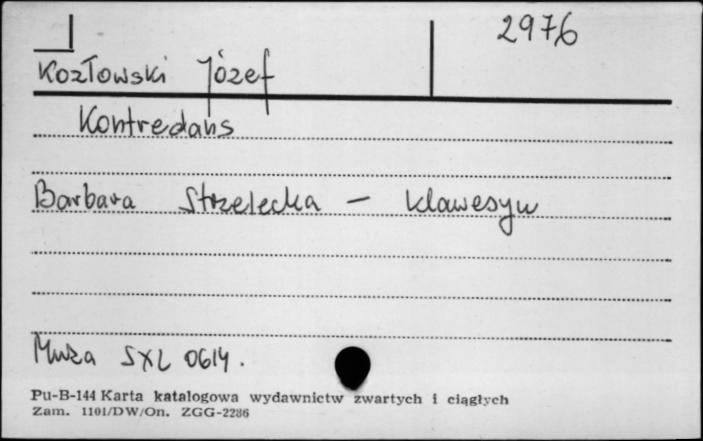 2976
Kozłowski Józef
Kontredans
Barbara Strzelecka - klawesyn
Muza SXL 0614.
Pu-B-144 Karta katalogowa wydawnictw zwartych i ciągłych
Zam. 1101/DW/On. ZGG-2286